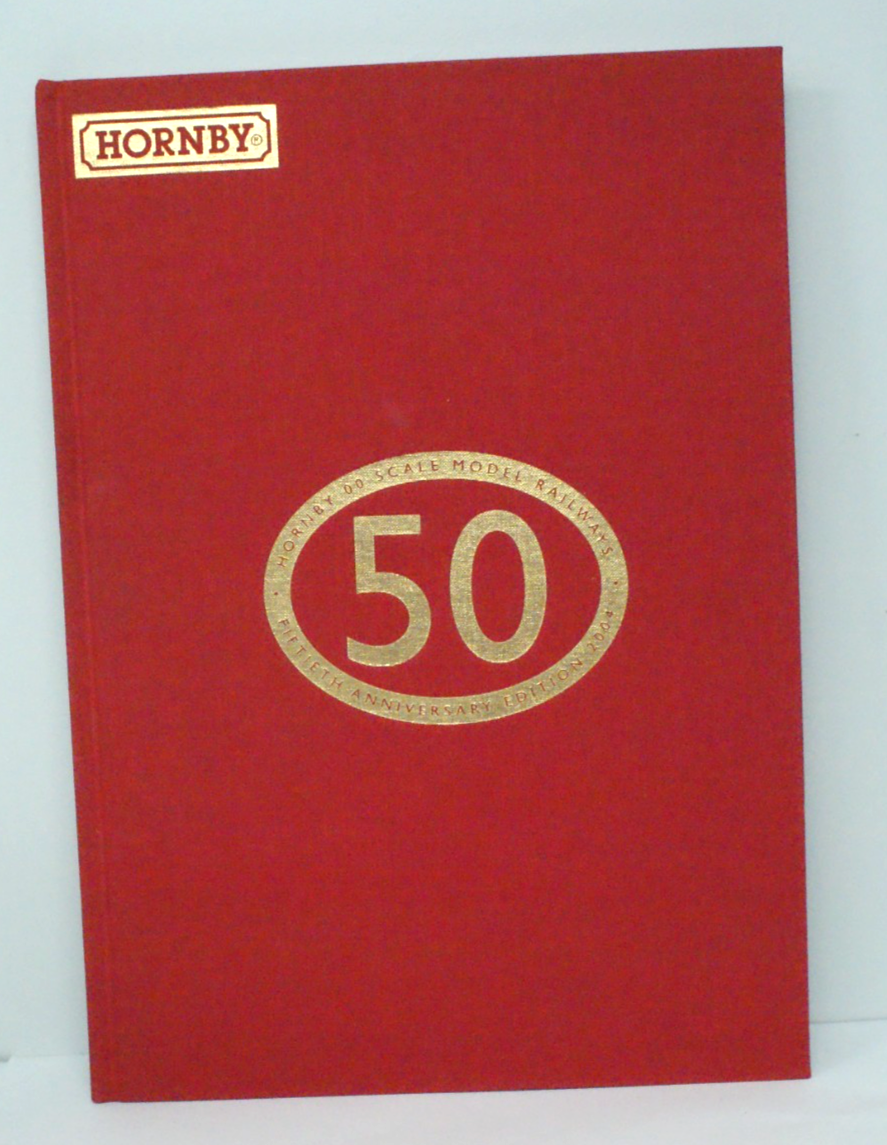 HORNBY®
HORNBY 00 SCALE MODEL RAILWAYS
50
FIFTIETH ANNIVERSARY EDITION 2004